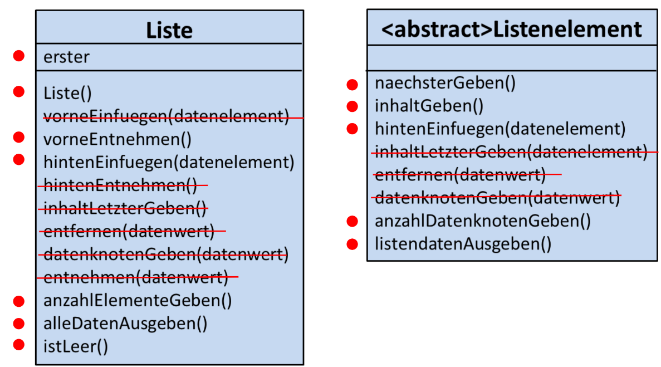 Liste
erster
Liste()
vorneEinfuegen(datenelement)
vorneEntnehmen()
hintenEinfuegen(datenelement)
hintenEntnehmen()
inhaltLetzterGeben()
entfernen(datenwert)
datenknotenGeben(datenwert)
entnehmen(datenwert)
anzahlElementeGeben()
alleDatenAusgeben()
istLeer()
<abstract>Listenelement
naechsterGeben()
inhaltGeben()
hintenEinfuegen(datenelement)
inhaltLetzterGeben(datenelement)
entfernen(datenwert)
datenknotenGeben(datenwert)
anzahlDatenknotenGeben()
listendatenAusgeben()